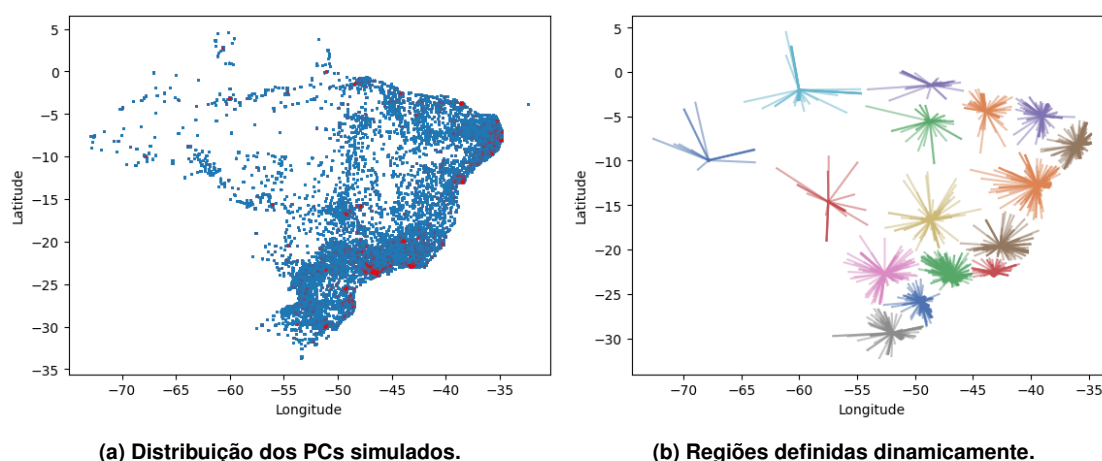 5
0
−5
−10
−15
−20
−25
−30
−35
Latitude
−70 −65 −60 −55 −50 −45 −40 −35
Longitude
(a) Distribuição dos PCs simulados.
5
0
−5
−10
−15
−20
−25
−30
Latitude
−70 −65 −60 −55 −50 −45 −40 −35
Longitude
(b) Regiões definidas dinamicamente.